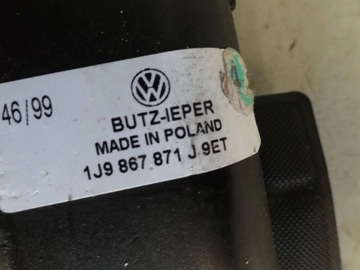 46/99
BUTZ-IEPER
MADE IN POLAND
1J9 867 871 J 9ET